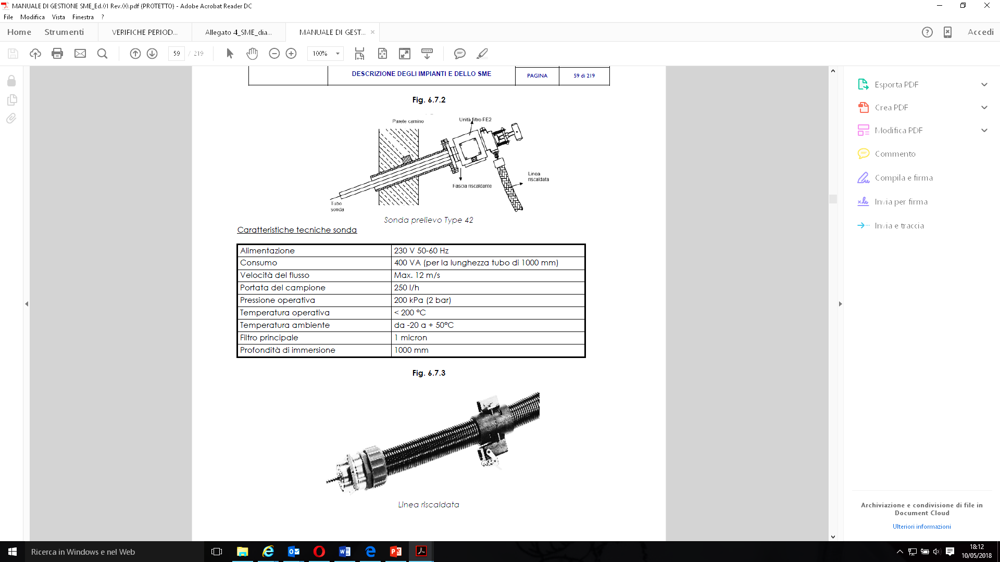 MANUALE DI GESTIONE SME_Ed.01 Rev.00.pdf (PROTETTO) - Adobe Acrobat Reader DC
File Modifica Vista Finestra ?
Home Strumenti VERIFICHE PERIOD... Allegato 4_SME_dia... MANUALE DI GEST... × Accedi
59 / 219 100%
DESCRIZIONE DEGLI IMPIANTI E DELLO SME PAGINA 59 di 219
Fig. 6.7.2
Parete camino Unità filtro FE2
Linea
riscaldata
Fascia riscaldante
Tubo
sonda
Sonda prelievo Type 42
Caratteristiche tecniche sonda
Alimentazione 230 V 50-60 Hz
Consumo 400 VA (per la lunghezza tubo di 1000 mm)
Velocità del flusso Max. 12 m/s
Portata del campione 250 l/h
Pressione operativa 200 kPa (2 bar)
Temperatura operativa < 200 °C
Temperatura ambiente da -20 a + 50°C
Filtro principale 1 micron
Profondità di immersione 1000 mm
Fig. 6.7.3
Linea riscaldata
Esporta PDF
Crea PDF
Modifica PDF
Commento
Compila e firma
Invia per firma
Invia e traccia
Archiviazione e condivisione di file in
Document Cloud
Ulteriori informazioni
Ricerca in Windows e nel Web
18:12
10/05/2018